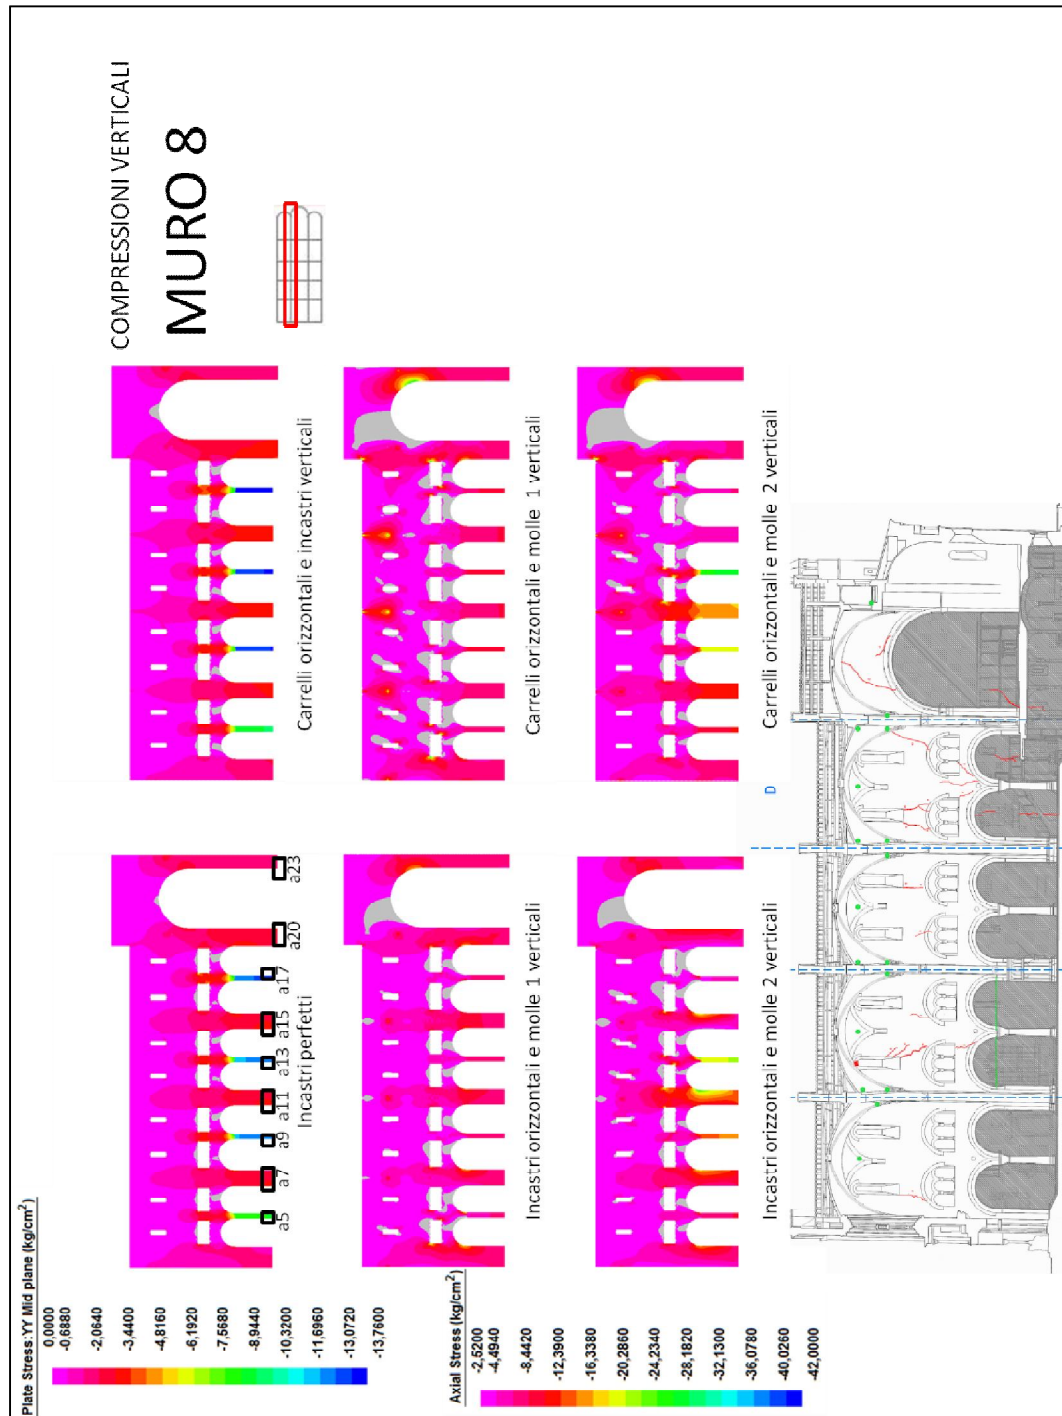 COMPRESSIONI VERTICALI
MURO 8
Plate Stress:YY Mid plane (kg/cm²)
0,0000
-0,6880
-2,0640
-3,4400
-4,8160
-6,1920
-7,5680
-8,9440
-10,3200
-11,6960
-13,0720
-13,7600
a5
a7
a9
a11
a13
a15
a17
a20
a23
Incastri perfetti
Carrelli orizzontali e incastri verticali
Incastri orizzontali e molle 1 verticali
Carrelli orizzontali e molle 1 verticali
Axial Stress (kg/cm²)
-2,5200
-4,4940
-8,4420
-12,3900
-16,3380
-20,2860
-24,2340
-28,1820
-32,1300
-36,0780
-40,0260
-42,0000
Incastri orizzontali e molle 2 verticali
Carrelli orizzontali e molle 2 verticali
D